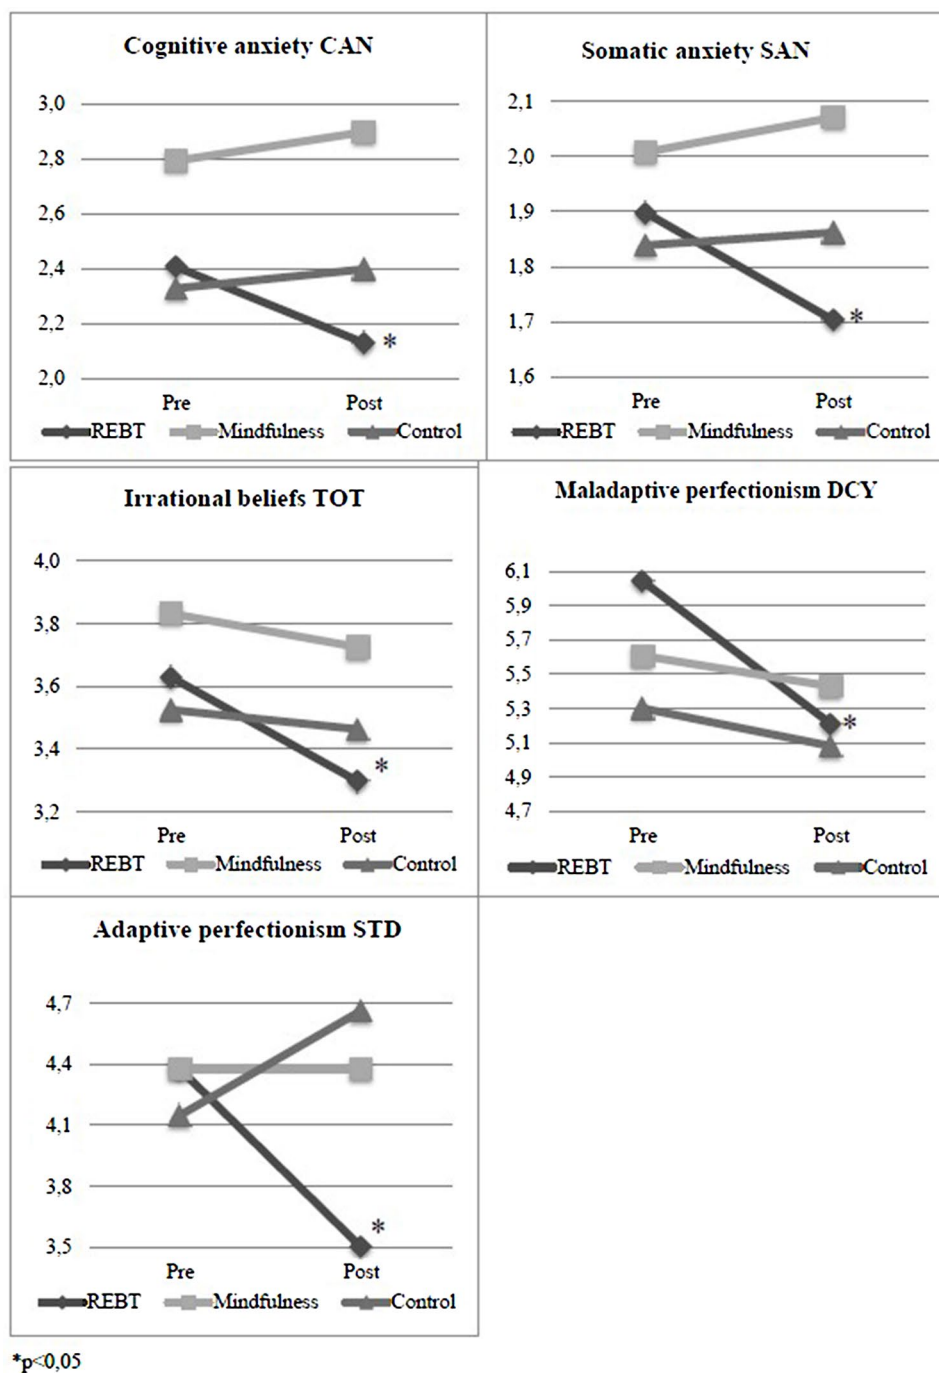 Cognitive anxiety CAN
3,0
2,8
2,6
2,4
2,2
2,0
*
Pre Post
REBT Mindfulness Control
Somatic anxiety SAN
2,1
2,0
1,9
1,8
1,7
1,6
*
Pre Post
REBT Mindfulness Control
Irrational beliefs TOT
4,0
3,8
3,6
3,4
3,2
*
Pre Post
REBT Mindfulness Control
Maladaptive perfectionism DCY
6,1
5,9
5,7
5,5
5,3
5,1
4,9
4,7
*
Pre Post
REBT Mindfulness Control
Adaptive perfectionism STD
4,7
4,4
4,1
3,8
3,5
*
Pre Post
REBT Mindfulness Control
*p<0,05